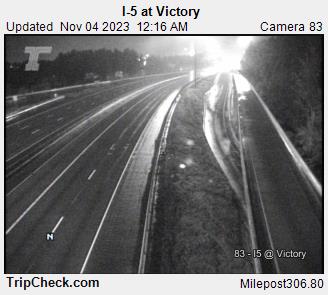 I-5 at Victory
Updated Nov 04 2023 12:16 AM Camera 83
T
N
83 - I5 @ Victory
TripCheck.com Milepost306.80